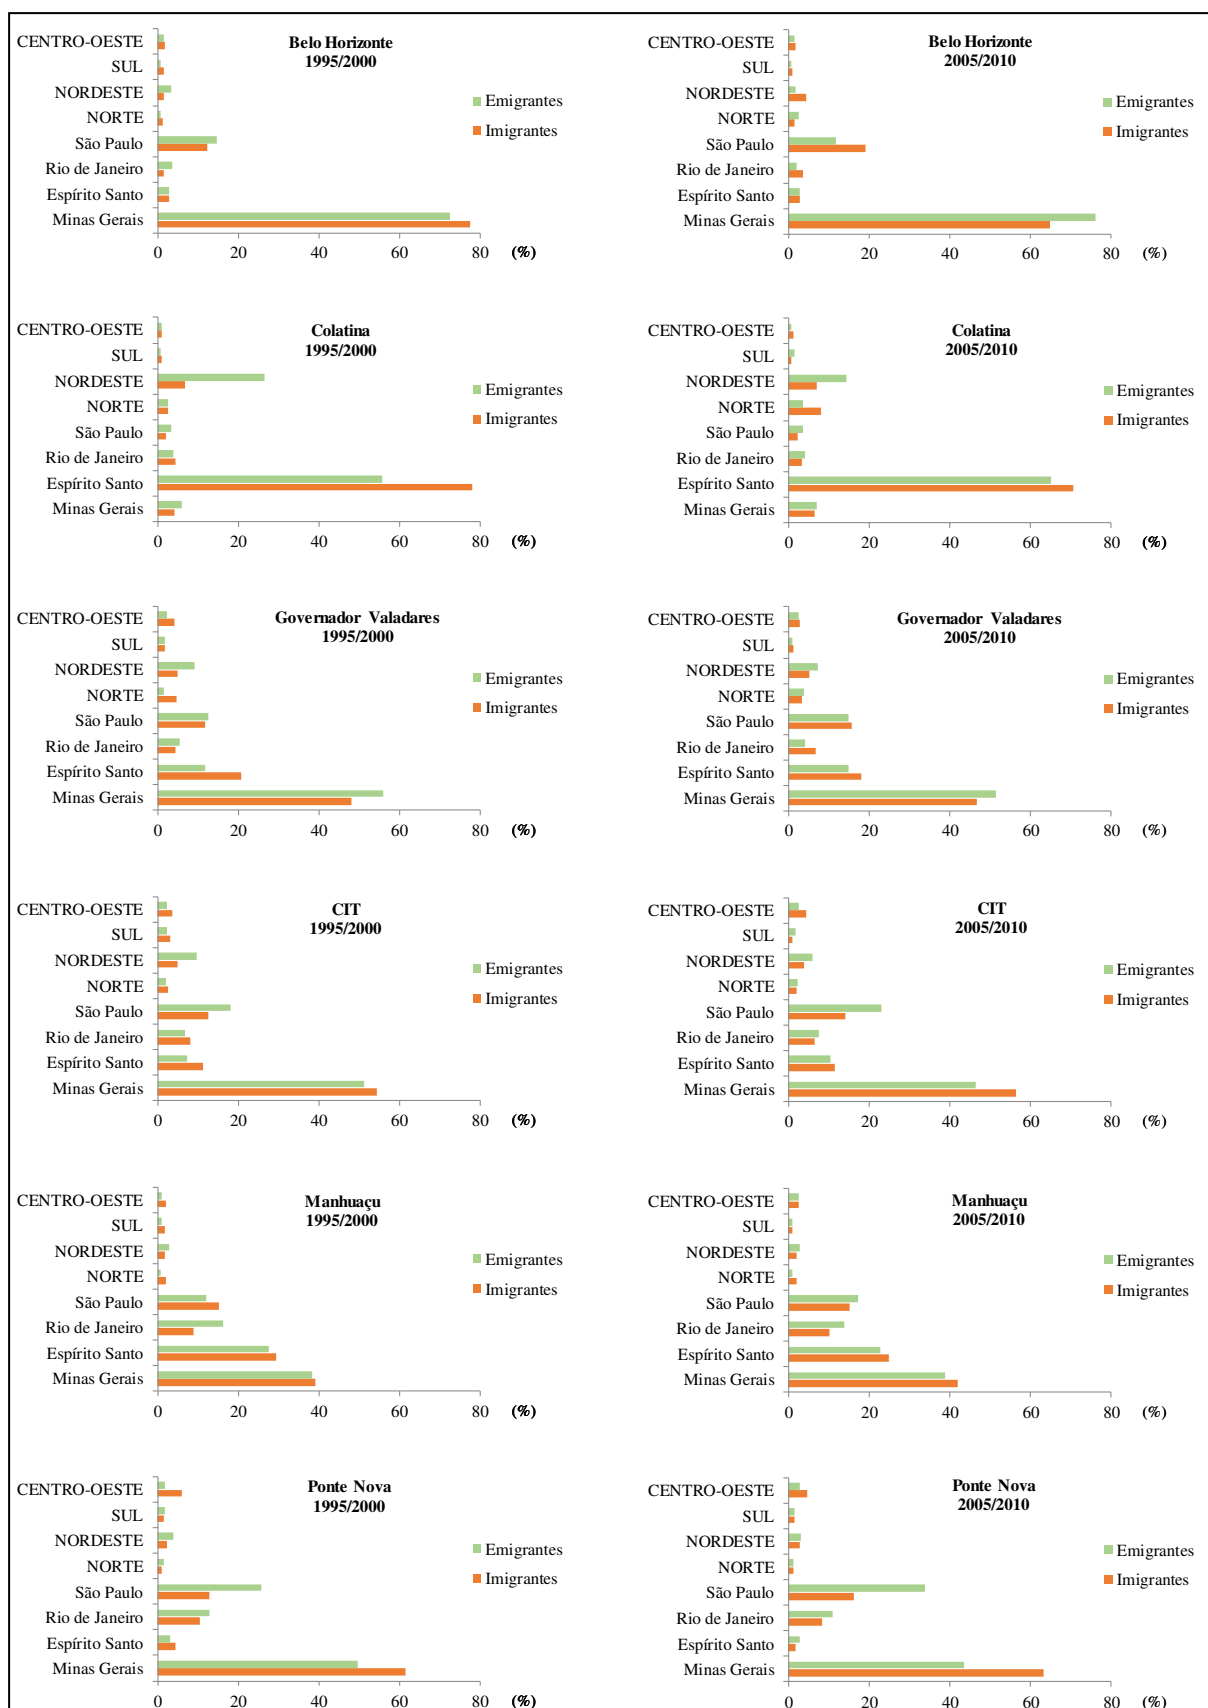 Belo Horizonte
1995/2000
CENTRO-OESTE
SUL
NORDESTE
NORTE
São Paulo
Rio de Janeiro
Espírito Santo
Minas Gerais
Emigrantes
Imigrantes
0 20 40 60 80 (%)
Belo Horizonte
2005/2010
CENTRO-OESTE
SUL
NORDESTE
NORTE
São Paulo
Rio de Janeiro
Espírito Santo
Minas Gerais
Emigrantes
Imigrantes
0 20 40 60 80 (%)
Colatina
1995/2000
CENTRO-OESTE
SUL
NORDESTE
NORTE
São Paulo
Rio de Janeiro
Espírito Santo
Minas Gerais
Emigrantes
Imigrantes
0 20 40 60 80 (%)
Colatina
2005/2010
CENTRO-OESTE
SUL
NORDESTE
NORTE
São Paulo
Rio de Janeiro
Espírito Santo
Minas Gerais
Emigrantes
Imigrantes
0 20 40 60 80 (%)
Governador Valadares
1995/2000
CENTRO-OESTE
SUL
NORDESTE
NORTE
São Paulo
Rio de Janeiro
Espírito Santo
Minas Gerais
Emigrantes
Imigrantes
0 20 40 60 80 (%)
Governador Valadares
2005/2010
CENTRO-OESTE
SUL
NORDESTE
NORTE
São Paulo
Rio de Janeiro
Espírito Santo
Minas Gerais
Emigrantes
Imigrantes
0 20 40 60 80 (%)
CIT
1995/2000
CENTRO-OESTE
SUL
NORDESTE
NORTE
São Paulo
Rio de Janeiro
Espírito Santo
Minas Gerais
Emigrantes
Imigrantes
0 20 40 60 80 (%)
CIT
2005/2010
CENTRO-OESTE
SUL
NORDESTE
NORTE
São Paulo
Rio de Janeiro
Espírito Santo
Minas Gerais
Emigrantes
Imigrantes
0 20 40 60 80 (%)
Manhuaçu
1995/2000
CENTRO-OESTE
SUL
NORDESTE
NORTE
São Paulo
Rio de Janeiro
Espírito Santo
Minas Gerais
Emigrantes
Imigrantes
0 20 40 60 80 (%)
Manhuaçu
2005/2010
CENTRO-OESTE
SUL
NORDESTE
NORTE
São Paulo
Rio de Janeiro
Espírito Santo
Minas Gerais
Emigrantes
Imigrantes
0 20 40 60 80 (%)
Ponte Nova
1995/2000
CENTRO-OESTE
SUL
NORDESTE
NORTE
São Paulo
Rio de Janeiro
Espírito Santo
Minas Gerais
Emigrantes
Imigrantes
0 20 40 60 80 (%)
Ponte Nova
2005/2010
CENTRO-OESTE
SUL
NORDESTE
NORTE
São Paulo
Rio de Janeiro
Espírito Santo
Minas Gerais
Emigrantes
Imigrantes
0 20 40 60 80 (%)